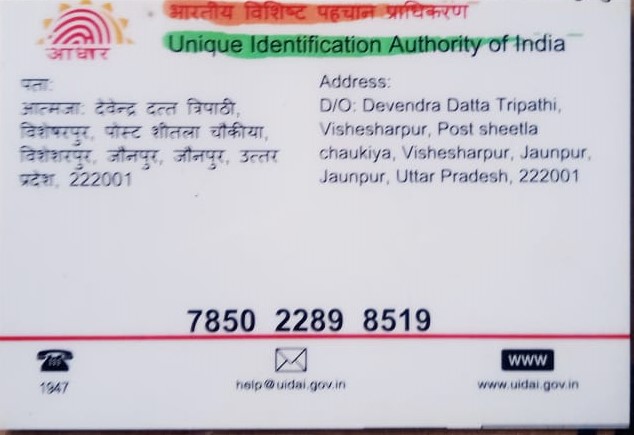 भारतीय विशिष्ट पहचान प्राधिकरण
Unique Identification Authority of India
आधार
पता:
आत्मजा: देवेन्द्र दत्त त्रिपाठी,
विशेषरपुर, पोस्ट शीतला चौकीया,
विशेशरपुर, जौनपुर, जौनपुर, उत्तर
प्रदेश, 222001
Address:
D/O: Devendra Datta Tripathi,
Vishesharpur, Post sheetla
chaukiya, Vishesharpur, Jaunpur,
Jaunpur, Uttar Pradesh, 222001
7850 2289 8519
1947
help@uidai.gov.in
www
www.uidai.gov.in